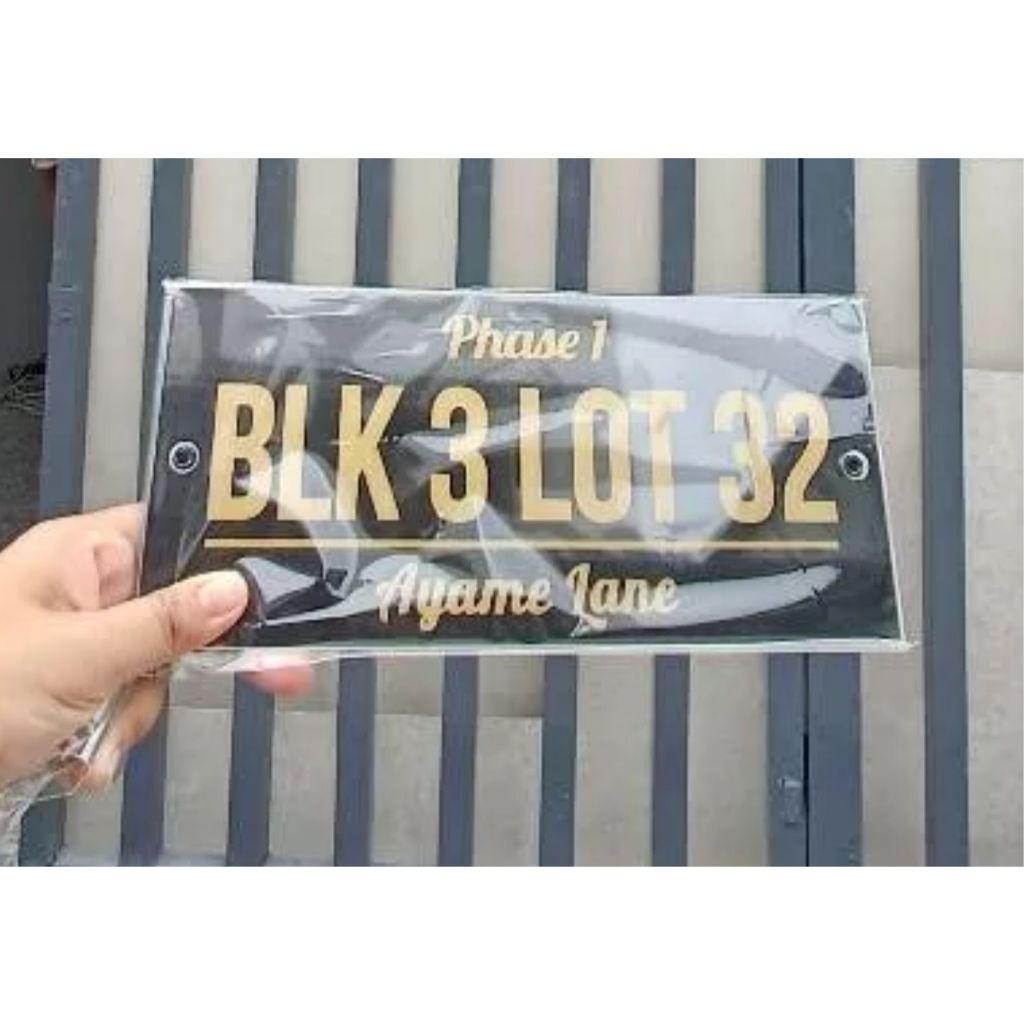 Phase 1
BLK 3 LOT 32
Ayame Lane